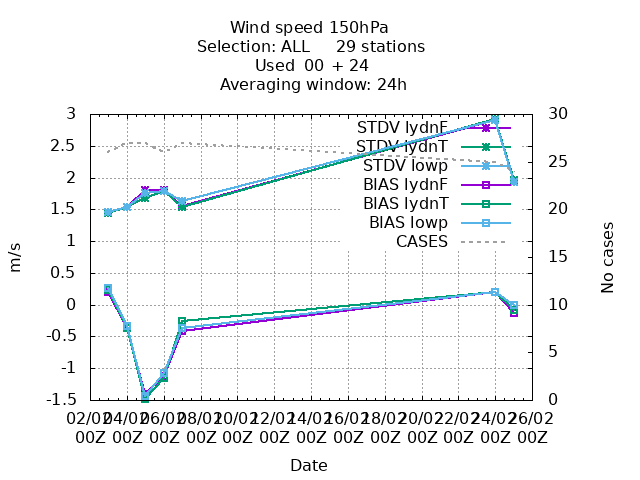 Wind speed 150hPa
Selection: ALL 29 stations
Used 00 + 24
Averaging window: 24h
3 30
2.5 25
2 20
1.5 15
1 10
0.5 5
0 0
-0.5
-1
-1.5
STDV lydnF
STDV lydnT
STDV lowp
BIAS lydnF
BIAS lydnT
BIAS lowp
CASES
m/s
No cases
02/02 04/02 06/02 08/02 10/02 12/02 14/02 16/02 18/02 20/02 22/02 24/02 26/02
00Z 00Z 00Z 00Z 00Z 00Z 00Z 00Z 00Z 00Z 00Z 00Z 00Z
Date